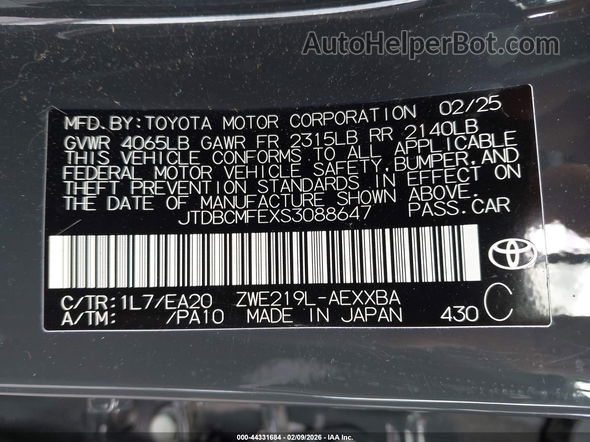 AutoHelperBot.com
MFD. BY: TOYOTA MOTOR CORPORATION 02/25
GVWR 4065LB GAWR FR 2315LB RR 2140LB
THIS VEHICLE CONFORMS TO ALL APPLICABLE
FEDERAL MOTOR VEHICLE SAFETY, BUMPER, AND
THEFT PREVENTION STANDARDS IN EFFECT ON
THE DATE OF MANUFACTURE SHOWN ABOVE.
JTDBCMFEXS3088647 PASS. CAR
C/TR: 1L7/EA20 ZWE219L-AEXXBA
A/TM: /PA10 MADE IN JAPAN 430 C
000-44331684 - 02/09/2026 - IAA Inc.